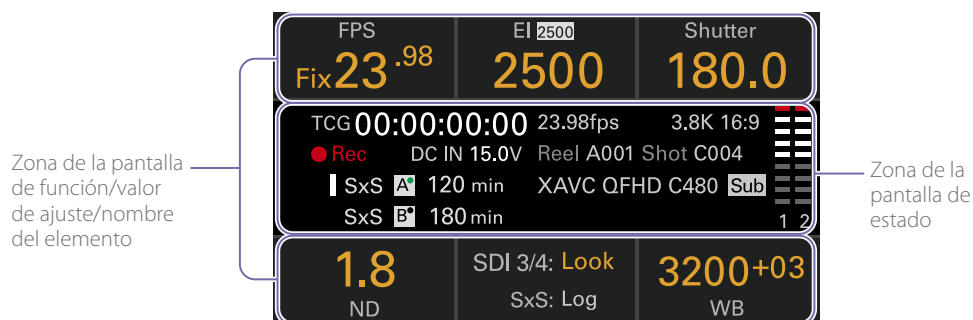 FPS
EI 2500
Shutter
Fix23.98
2500
180.0
TCG 00:00:00:00 23.98fps 3.8K 16:9
Rec DC IN 15.0V Reel A001 Shot C004
SxS A 120 min XAVC QFHD C480 Sub
SxS B 180 min
1 2
1.8
ND
SDI 3/4: Look
SxS: Log
3200+03
WB
Zona de la pantalla
de función/valor
de ajuste/nombre
del elemento
Zona de la
pantalla de
estado